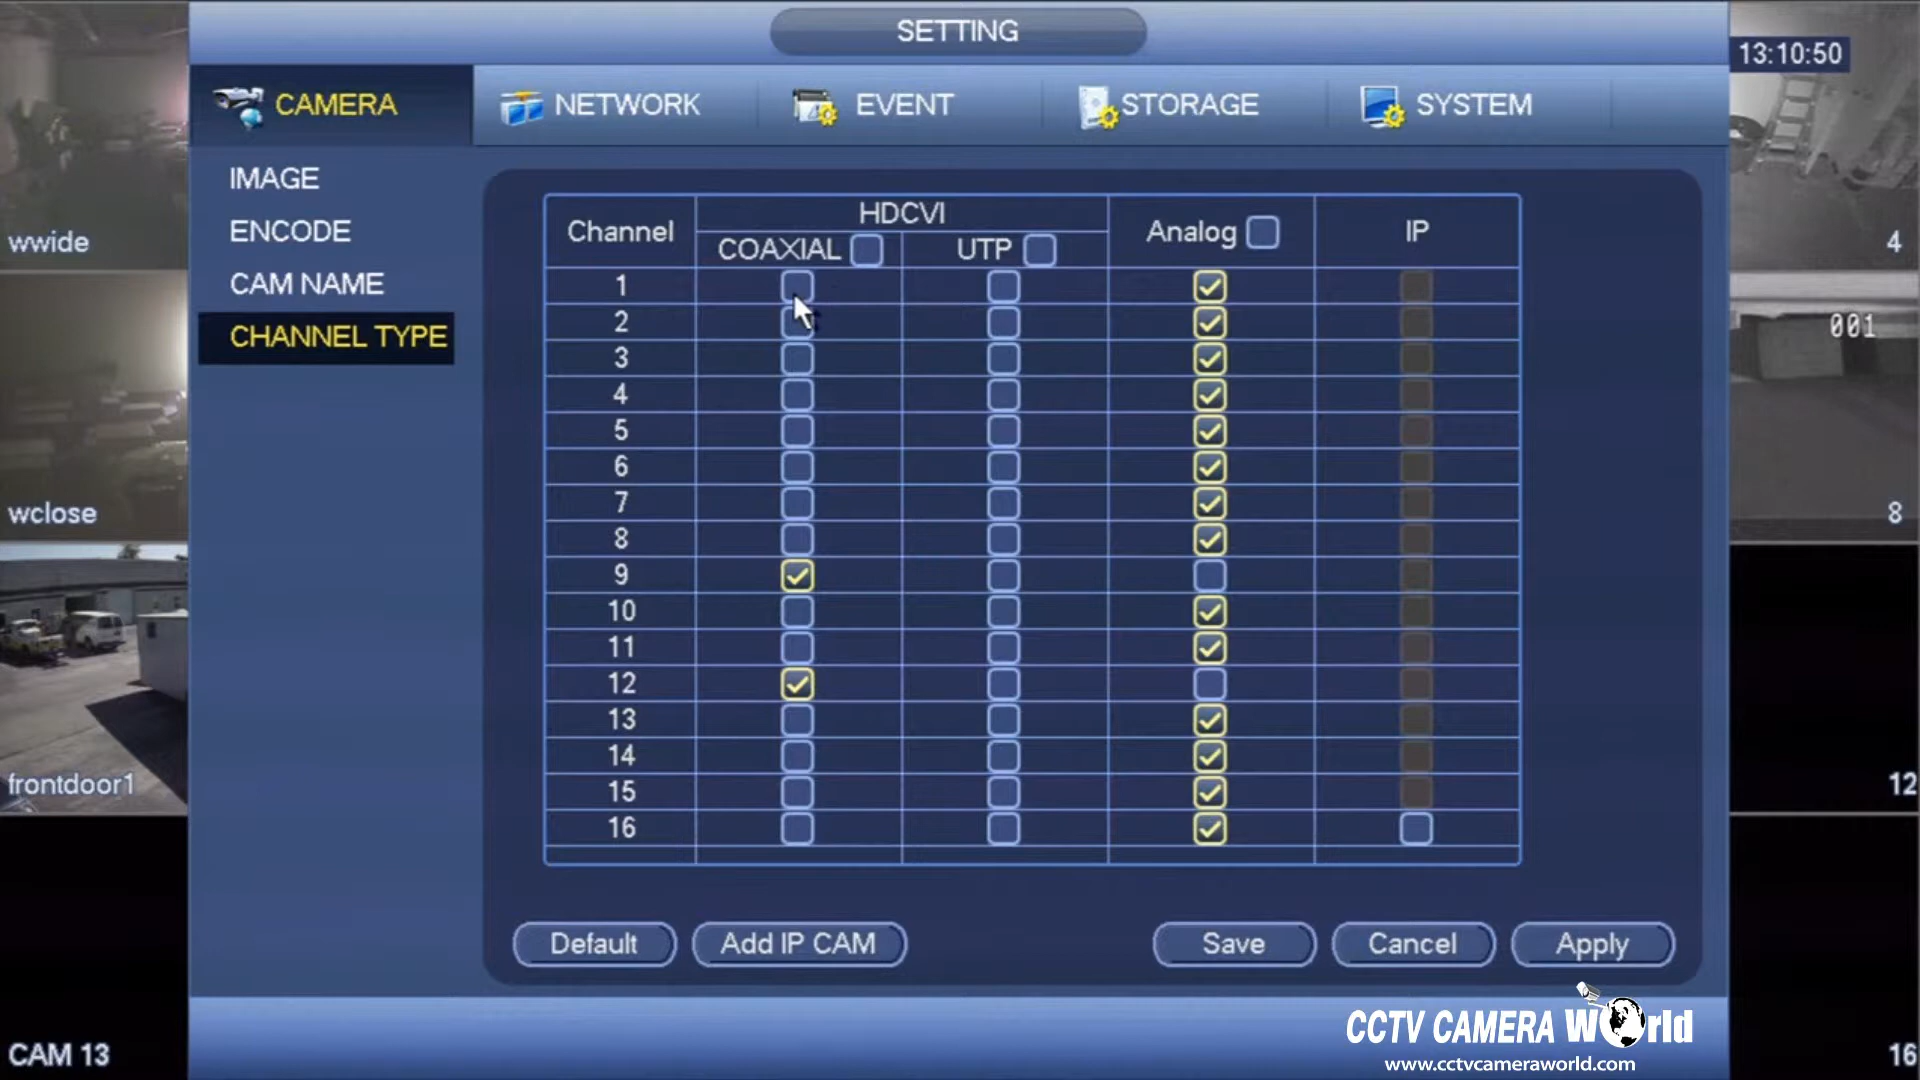 SETTING
13:10:50
CAMERA
NETWORK
EVENT
STORAGE
SYSTEM
IMAGE
ENCODE
CAM NAME
CHANNEL TYPE
wwide
4
001
wclose
8
frontdoor1
12
CAM 13
16
Channel HDCVI Analog IP
COAXIAL UTP
1
2
3
4
5
6
7
8
9
10
11
12
13
14
15
16
Default Add IP CAM Save Cancel Apply
CCTV CAMERA World
www.cctvcameraworld.com